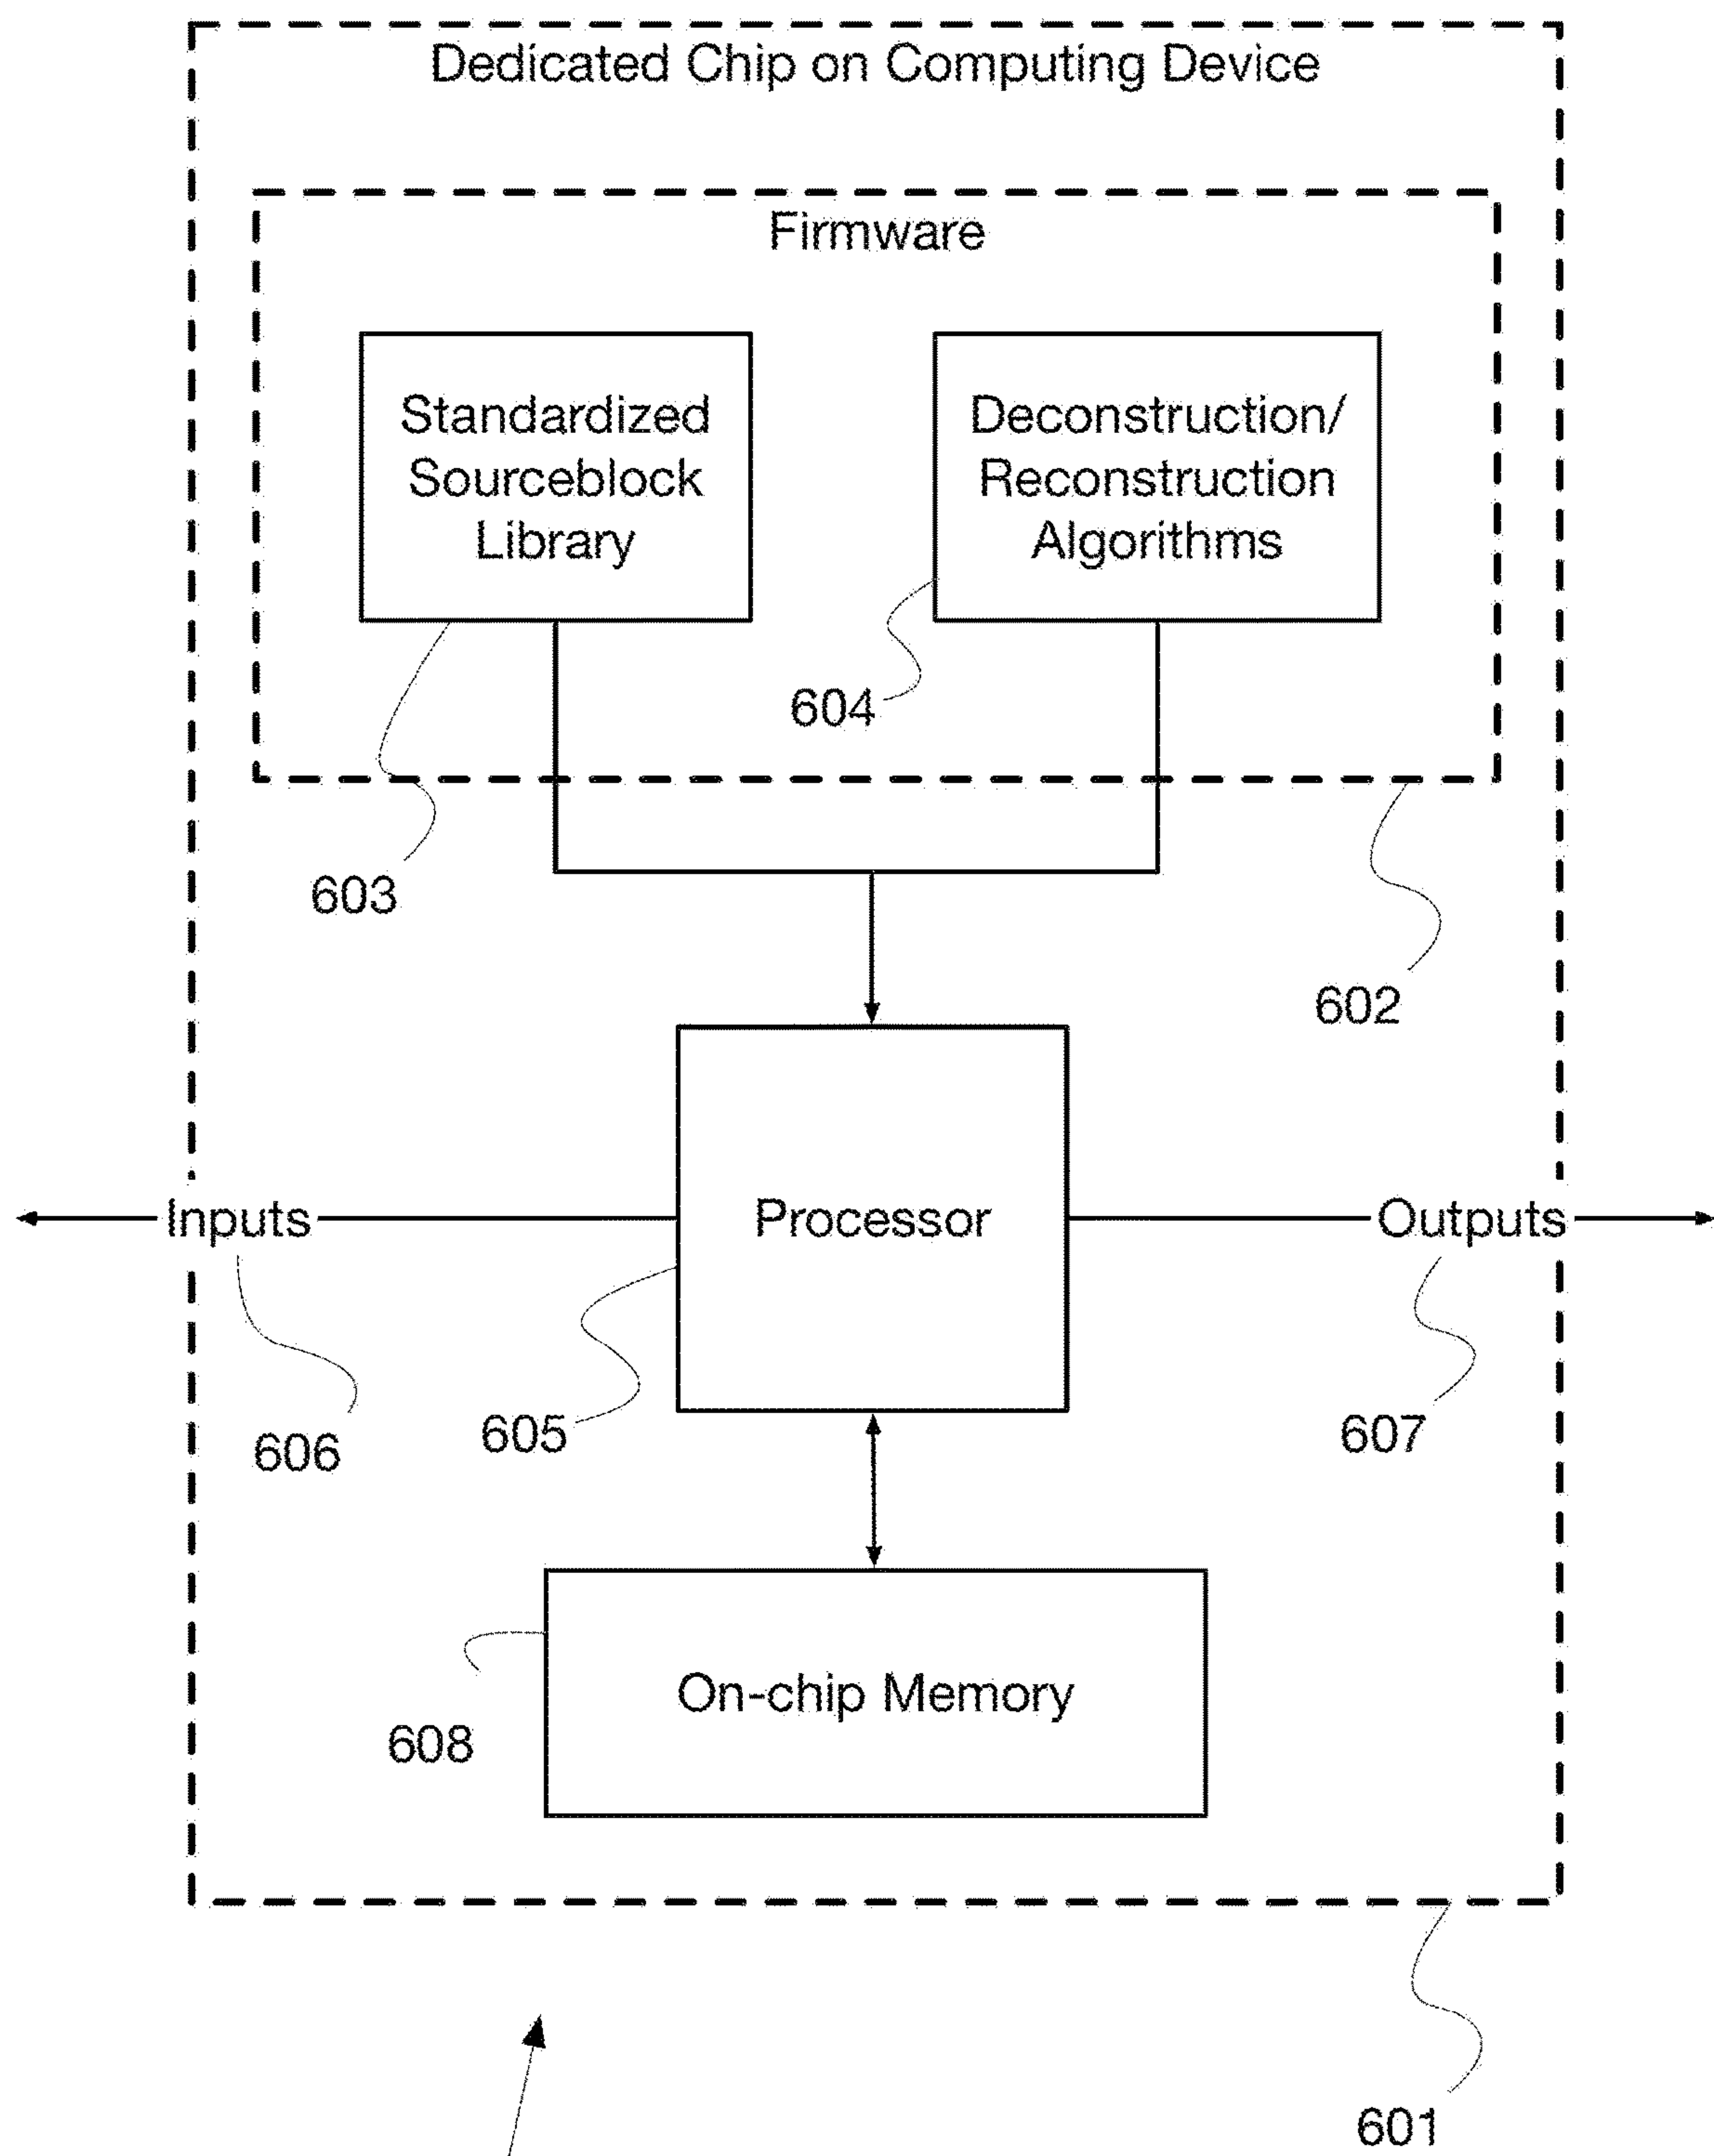 Dedicated Chip on Computing Device
Firmware
Standardized
Sourceblock
Library
Deconstruction/
Reconstruction
Algorithms
604
603
602
Inputs
Processor
Outputs
606
605
607
On-chip Memory
608
601